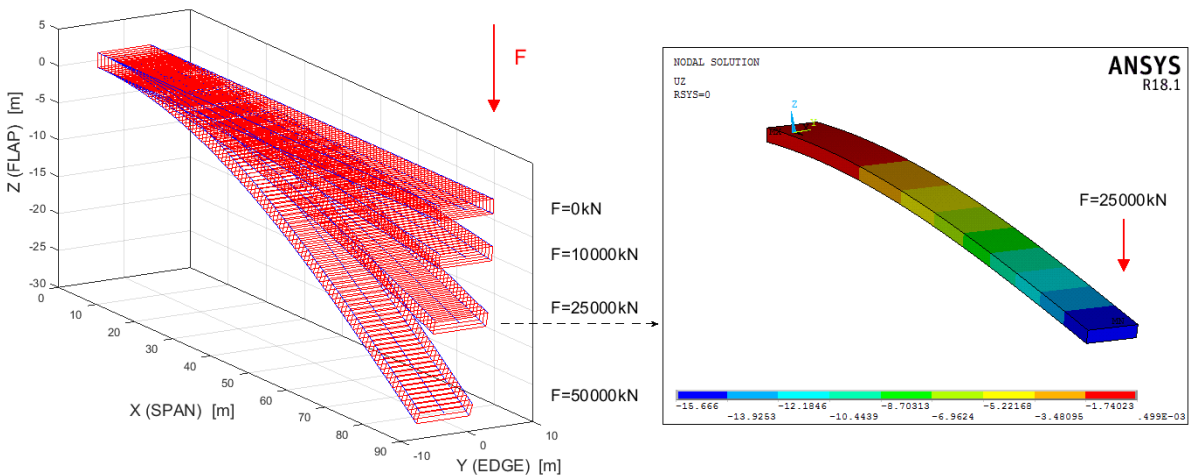 5
0
-5
-10
-15
-20
-25
-30
Z (FLAP) [m]
0
10
20
30
40
50
60
70
80
90
X (SPAN) [m]
-10
0
10
Y (EDGE) [m]
F
F=0kN
F=10000kN
F=25000kN
F=50000kN
NODAL SOLUTION
UZ
RSYS=0
ANSYS
R18.1
Z
F=25000kN
-15.666
-13.9253
-12.1846
-10.4439
-8.70313
-6.9624
-5.22168
-3.48095
-1.74023
.499E-03